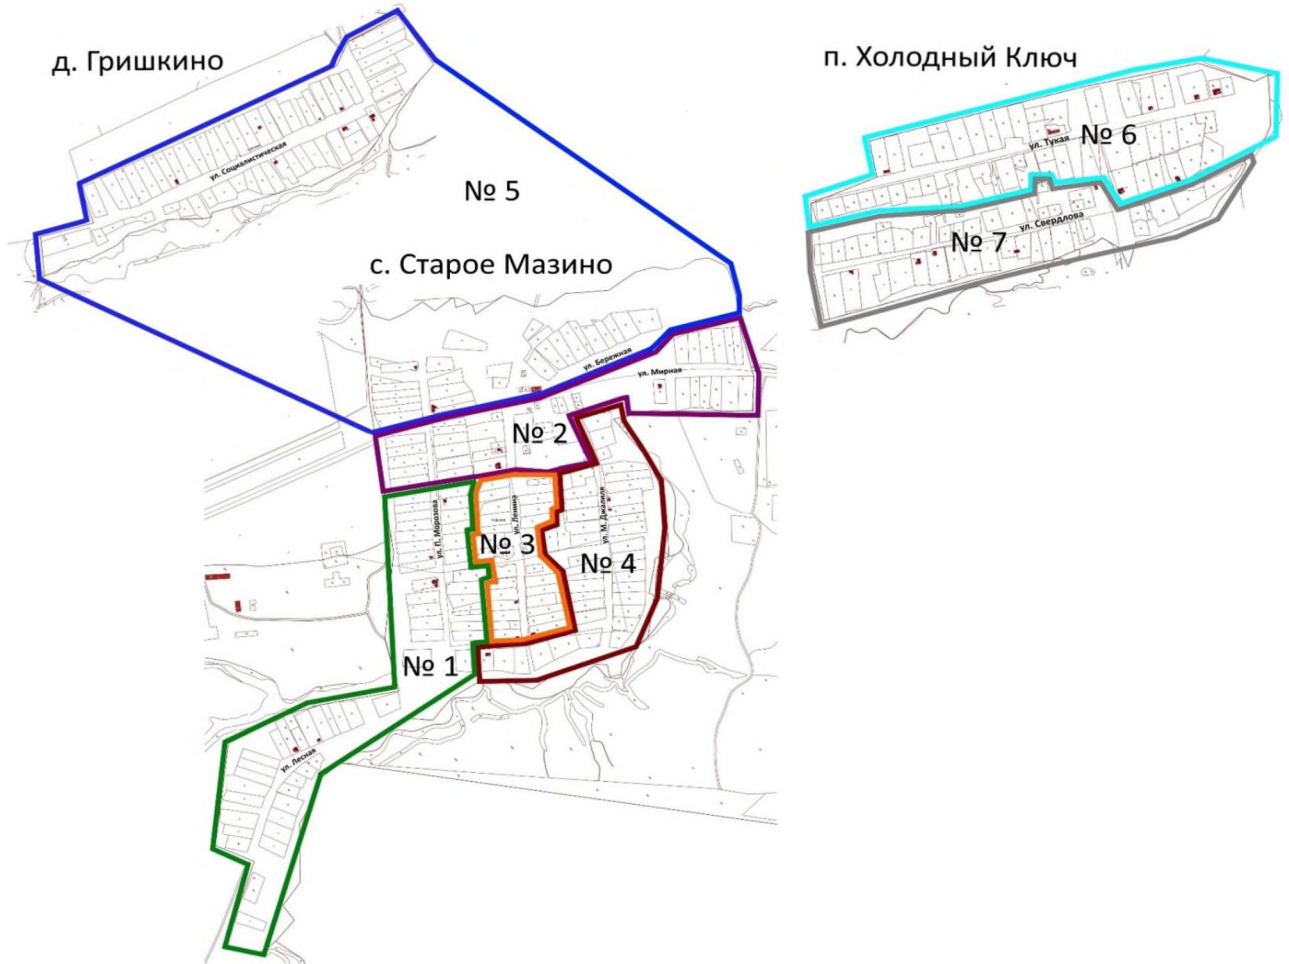 д. Гришкино
п. Холодный Ключ
ул. Социалистическая
№ 5
ул. Тукая
№ 6
ул. Свердлова
№ 7
с. Старое Мазино
ул. Бережная
ул. Мирная
№ 2
ул. П. Морозова
ул. Ленина
ул. М. Джалиля
№ 3
№ 4
№ 1
ул. Лесная